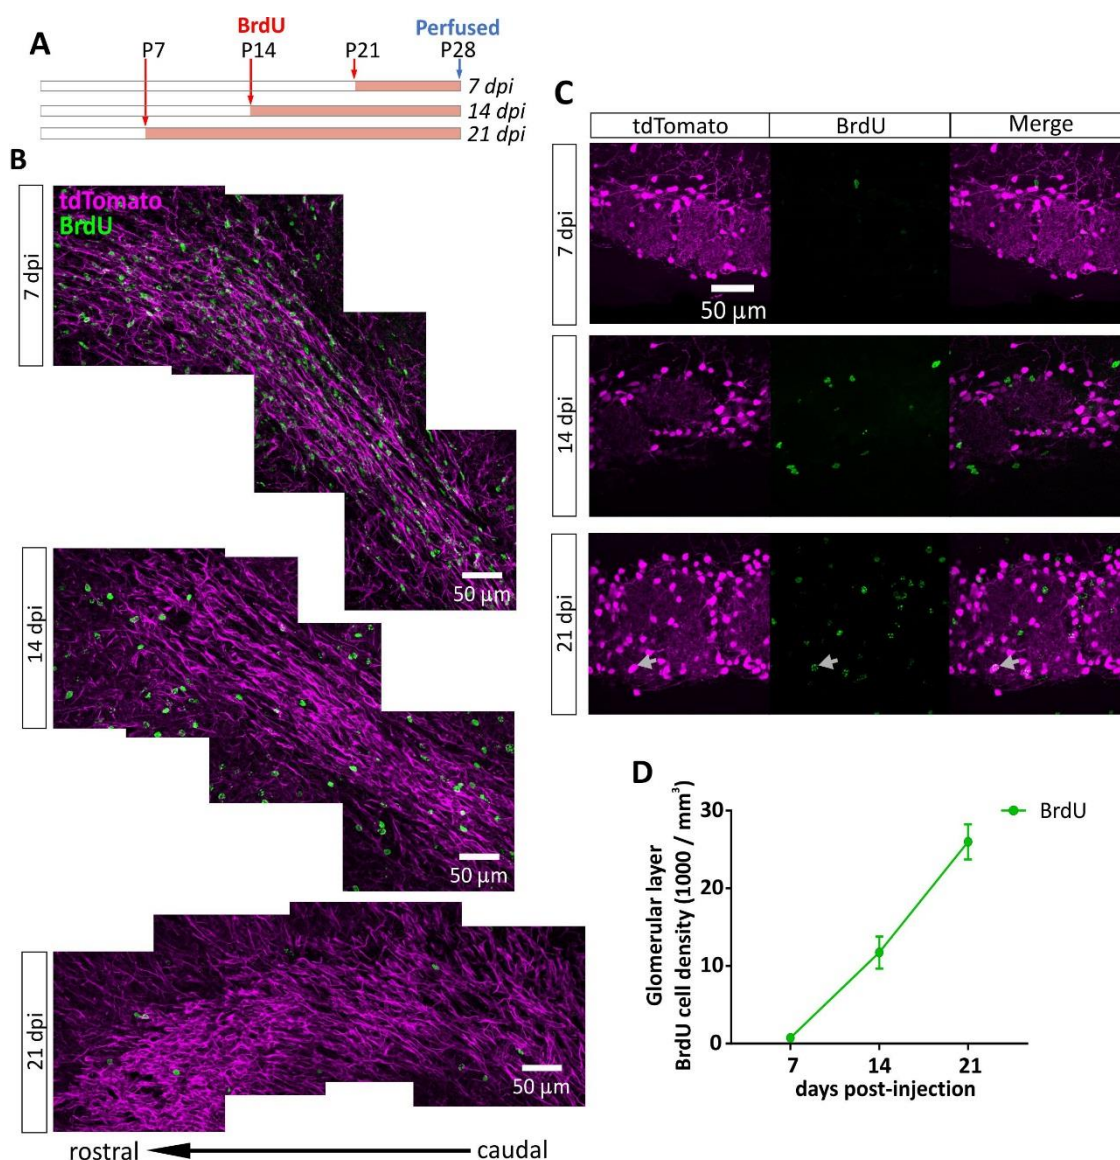 A
BrdU
Perfused
P7
P14
P21
P28
7 dpi
14 dpi
21 dpi
B
tdTomato
BrdU
7 dpi
50 µm
14 dpi
50 µm
21 dpi
50 µm
rostral
caudal
C
tdTomato
BrdU
Merge
7 dpi
50 µm
14 dpi
21 dpi
D
Glomerular layer
BrdU cell density (1000 / mm³)
30
20
10
0
7
14
21
days post-injection
BrdU